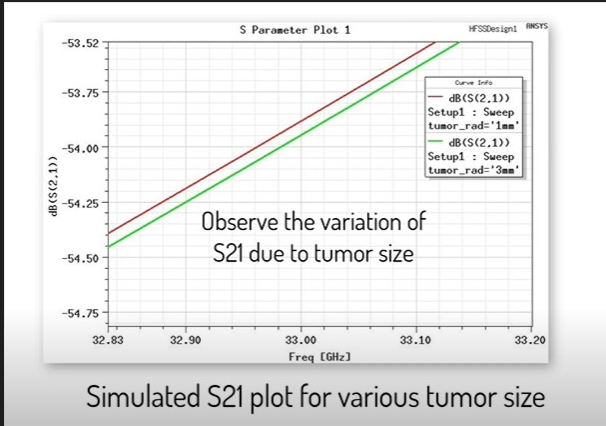 S Parameter Plot 1
HFSSDesign1
ANSYS
-53.52
-53.75
-54.00
-54.25
-54.50
-54.75
dB(S(2,1))
Curve Info
dB(S(2,1))
Setup1 : Sweep
tumor_rad='1mm'
dB(S(2,1))
Setup1 : Sweep
tumor_rad='3mm'
Observe the variation of
S21 due to tumor size
32.83 32.90 33.00 33.10 33.20
Freq [GHz]
Simulated S21 plot for various tumor size